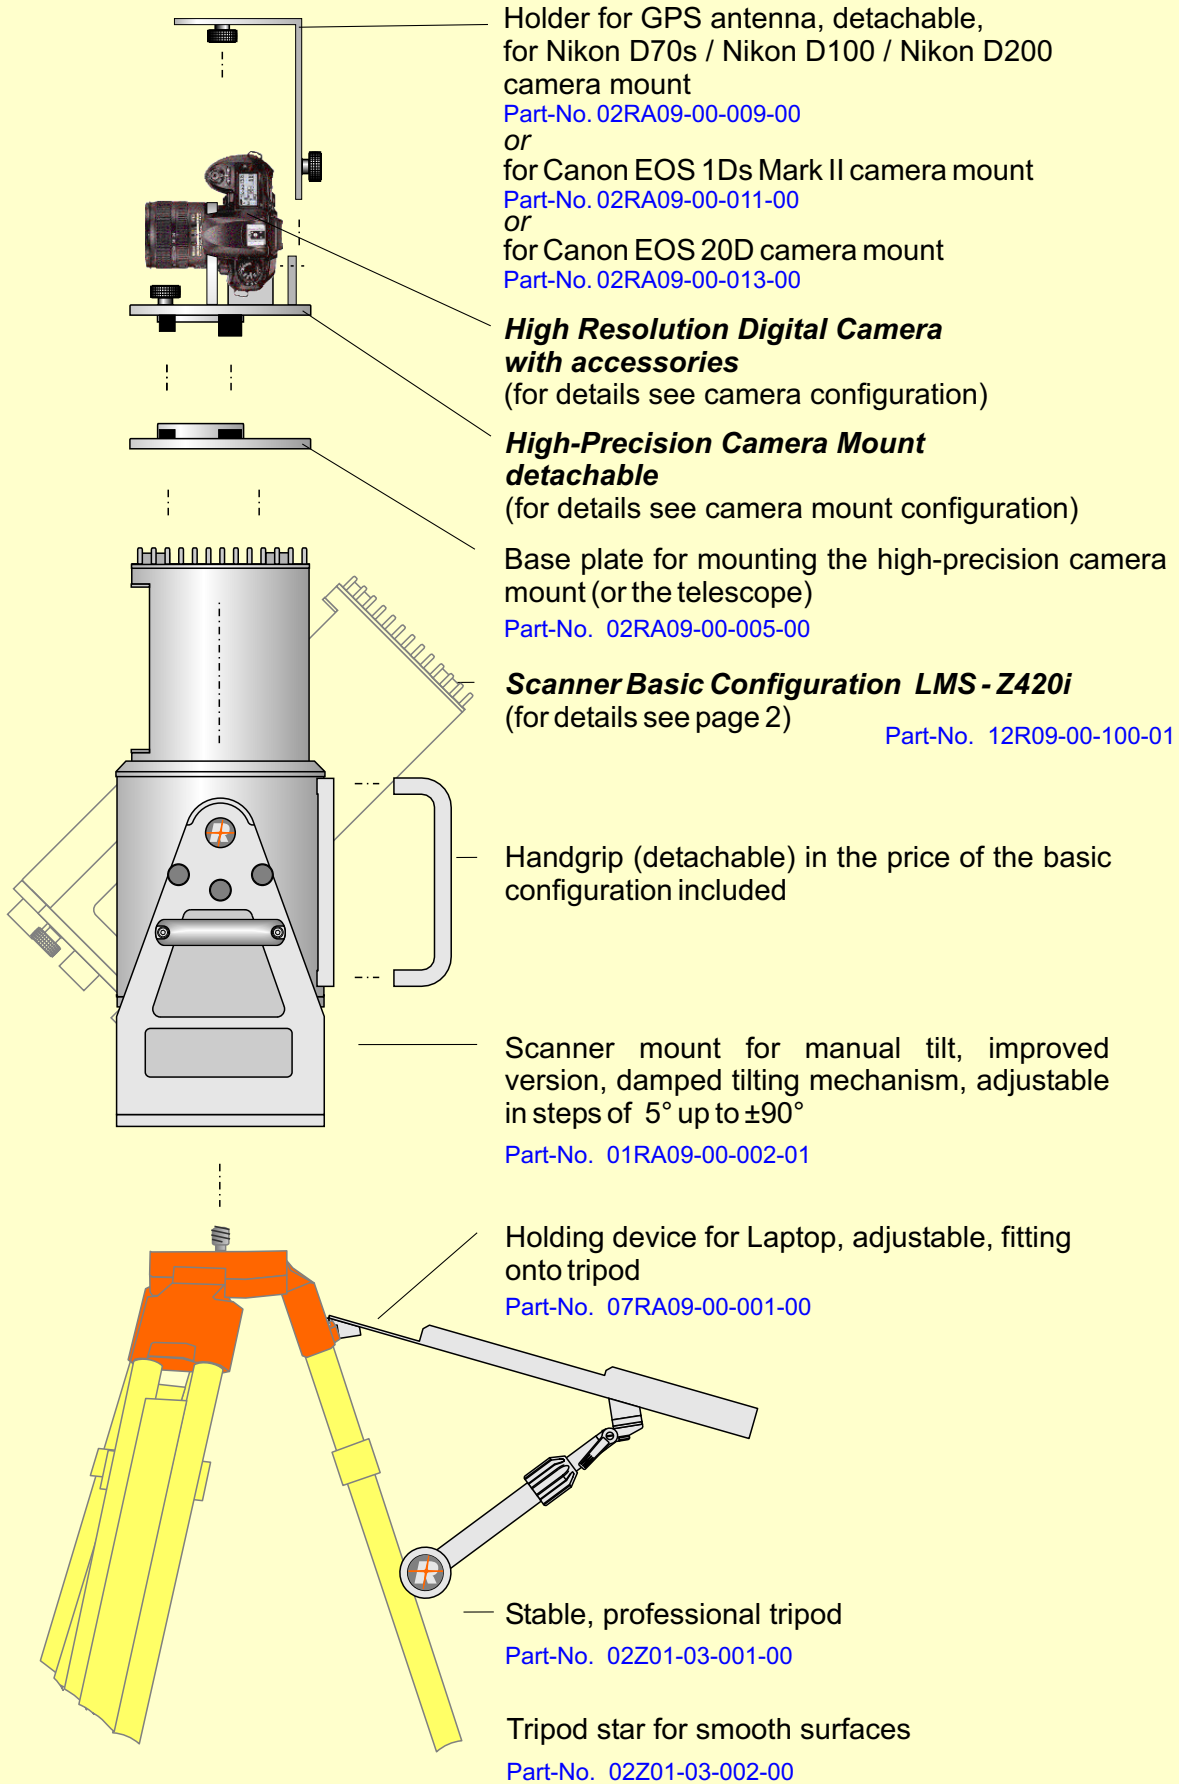 Holder for GPS antenna, detachable,
for Nikon D70s / Nikon D100 / Nikon D200
camera mount
Part-No. 02RA09-00-009-00
or
for Canon EOS 1Ds Mark II camera mount
Part-No. 02RA09-00-011-00
or
for Canon EOS 20D camera mount
Part-No. 02RA09-00-013-00
High Resolution Digital Camera
with accessories
(for details see camera configuration)
High-Precision Camera Mount
detachable
(for details see camera mount configuration)
Base plate for mounting the high-precision camera
mount (or the telescope)
Part-No. 02RA09-00-005-00
Scanner Basic Configuration LMS - Z420i
(for details see page 2)
Part-No. 12R09-00-100-01
R
Handgrip (detachable) in the price of the basic
configuration included
Scanner mount for manual tilt, improved
version, damped tilting mechanism, adjustable
in steps of 5° up to ±90°
Part-No. 01RA09-00-002-01
Holding device for Laptop, adjustable, fitting
onto tripod
Part-No. 07RA09-00-001-00
R
Stable, professional tripod
Part-No. 02Z01-03-001-00
Tripod star for smooth surfaces
Part-No. 02Z01-03-002-00